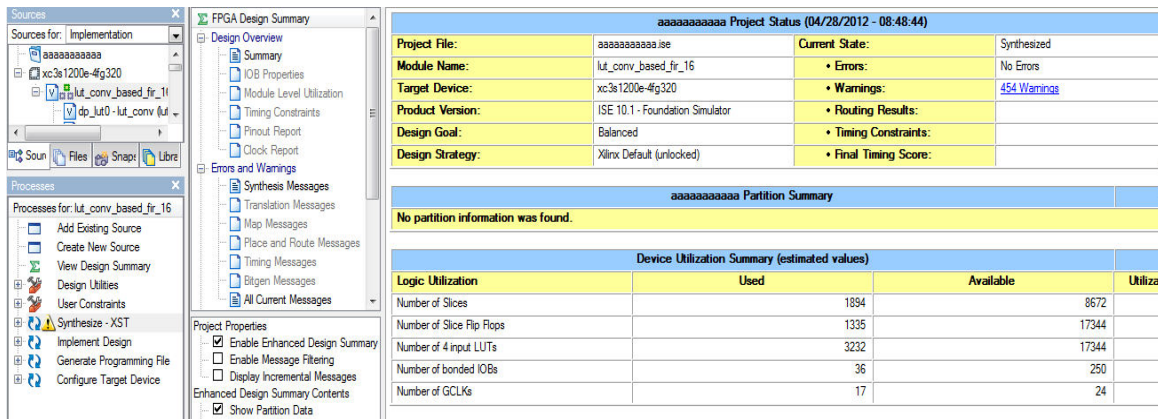 Sources
Sources for: Implementation
aaaaaaaaaaa
xc3s1200e-4fg320
lut_conv_based_fir_16
dp_lut0 - lut_conv (lut
Soun Files Snap: Libra
Processes
Processes for: lut_conv_based_fir_16
Add Existing Source
Create New Source
View Design Summary
Design Utilities
User Constraints
Synthesize - XST
Implement Design
Generate Programming File
Configure Target Device
FPGA Design Summary
Design Overview
Summary
IOB Properties
Module Level Utilization
Timing Constraints
Pinout Report
Clock Report
Errors and Warnings
Synthesis Messages
Translation Messages
Map Messages
Place and Route Messages
Timing Messages
Bitgen Messages
All Current Messages
Project Properties
Enable Enhanced Design Summary
Enable Message Filtering
Display Incremental Messages
Enhanced Design Summary Contents
Show Partition Data
aaaaaaaaaaa Project Status (04/28/2012 - 08:48:44)
Project File: aaaaaaaaaaa.ise Current State: Synthesized
Module Name: lut_conv_based_fir_16 • Errors: No Errors
Target Device: xc3s1200e-4fg320 • Warnings: 454 Warnings
Product Version: ISE 10.1 - Foundation Simulator • Routing Results:
Design Goal: Balanced • Timing Constraints:
Design Strategy: Xilinx Default (unlocked) • Final Timing Score:
aaaaaaaaaaa Partition Summary
No partition information was found.
Device Utilization Summary (estimated values)
Logic Utilization Used Available Utiliza
Number of Slices 1894 8672
Number of Slice Flip Flops 1335 17344
Number of 4 input LUTs 3232 17344
Number of bonded IOBs 36 250
Number of GCLKs 17 24